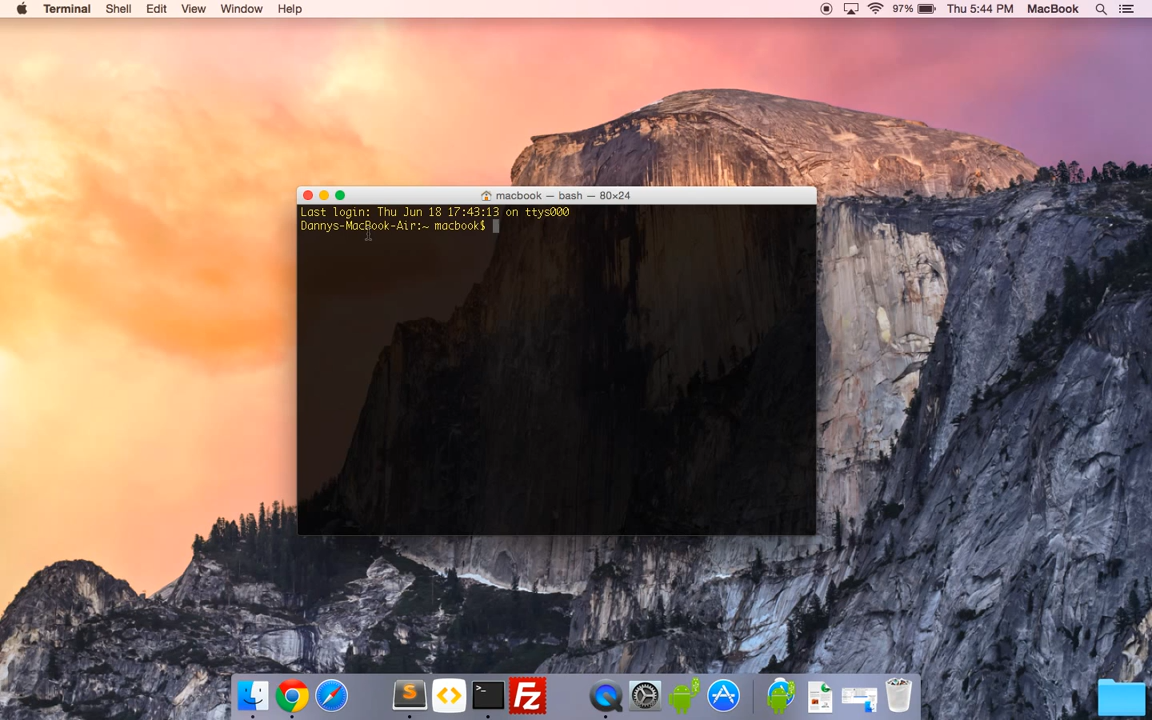 Terminal Shell Edit View Window Help 97% Thu 5:44 PM MacBook
macbook — bash — 80×24
Last login: Thu Jun 18 17:43:13 on ttys000
Dannys-MacBook-Air:~ macbook$
S >_ Fz